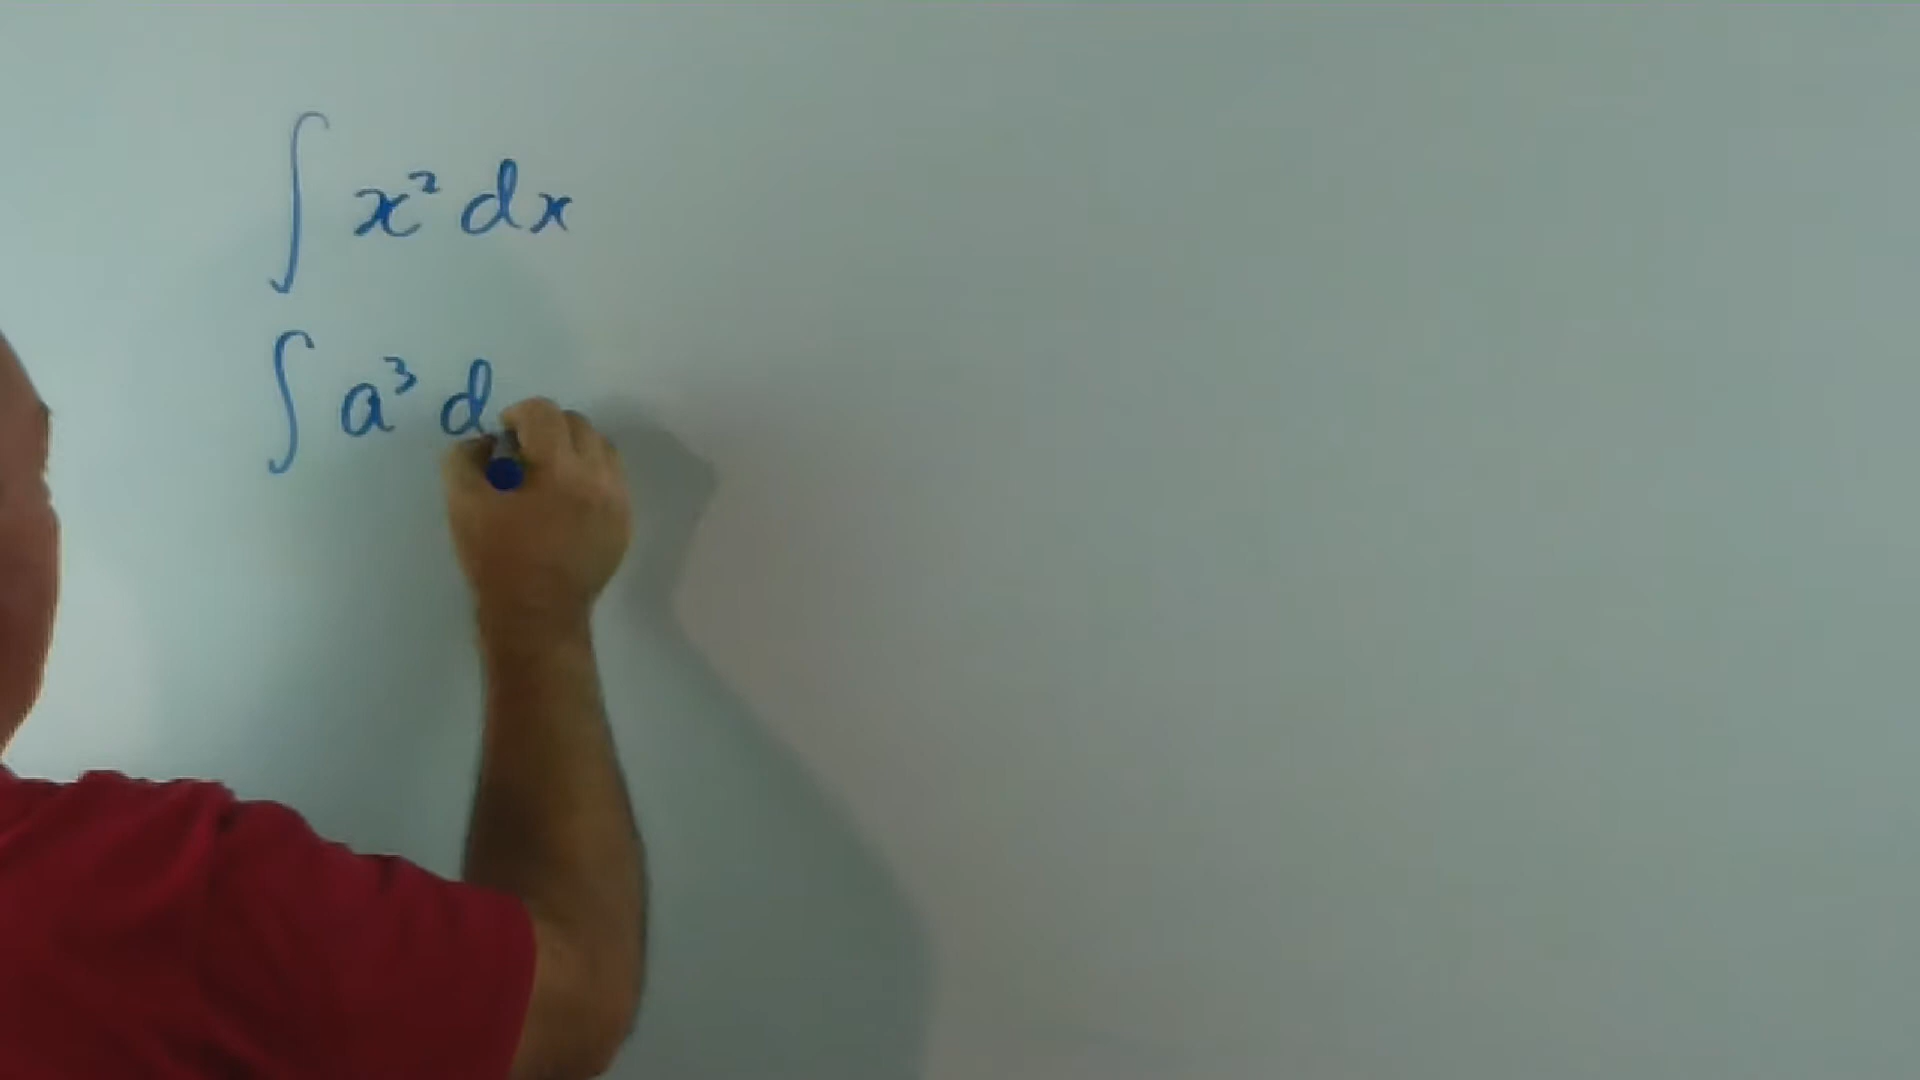 ∫ x² dx
∫ a³ d